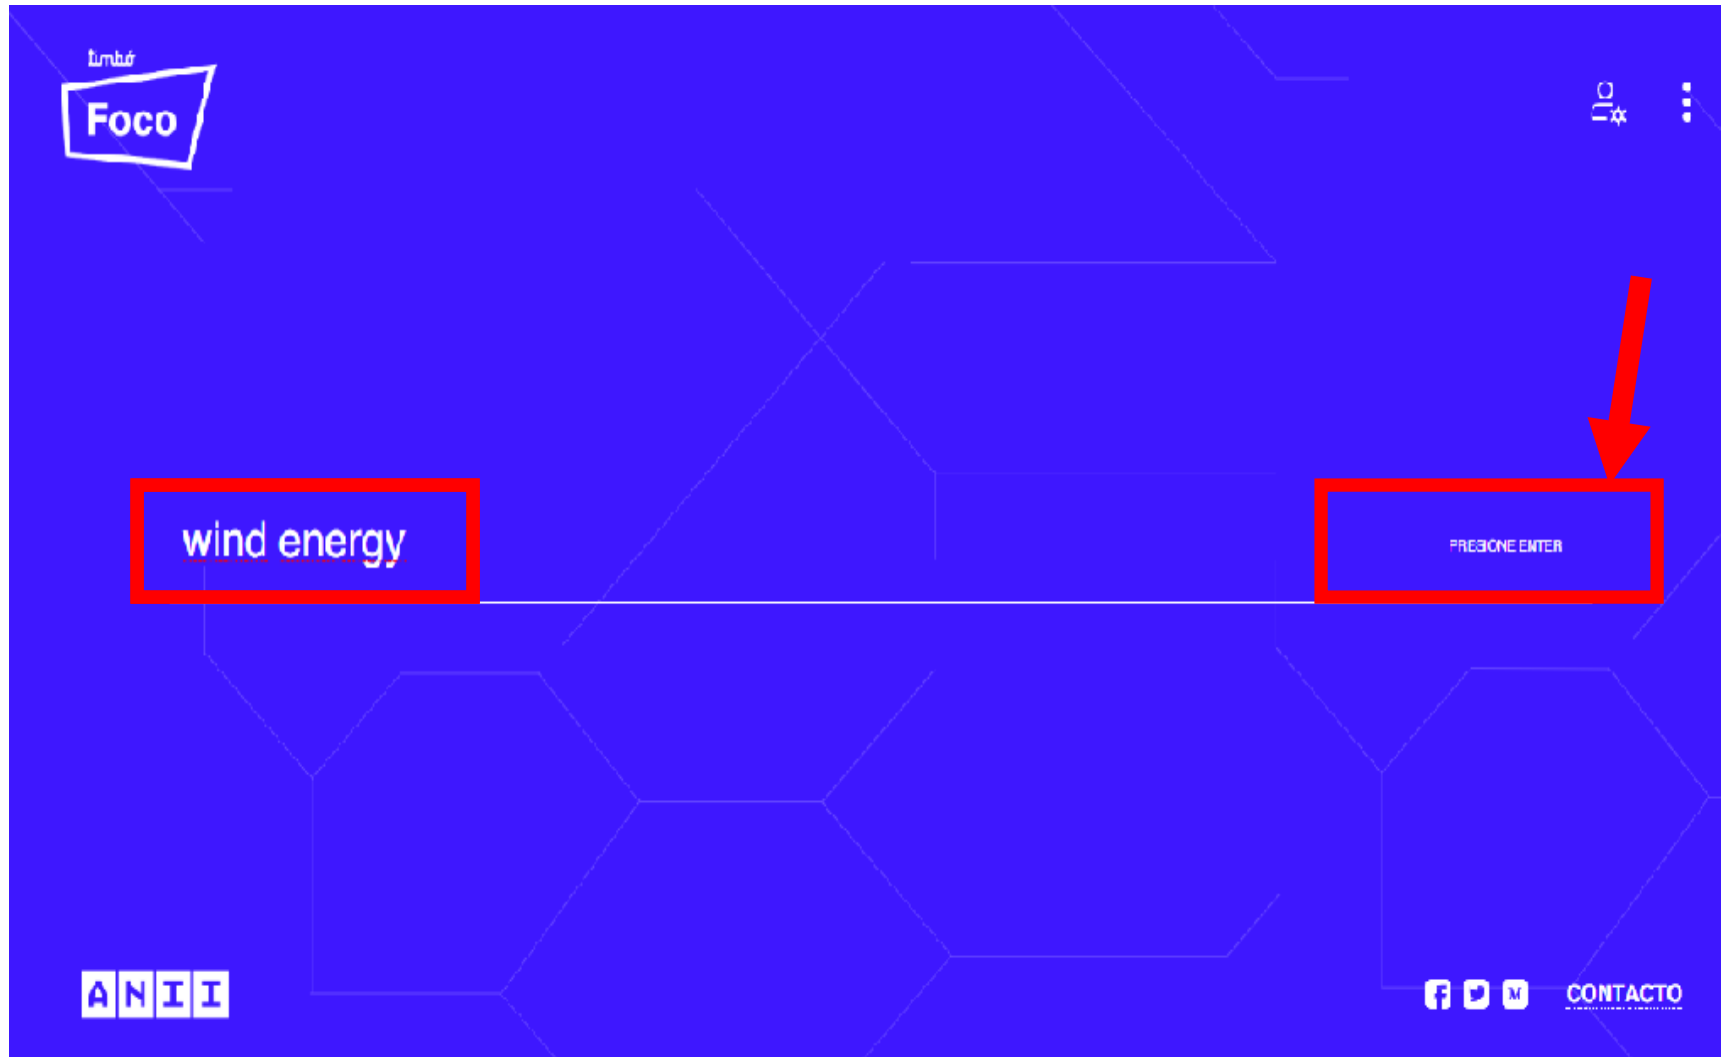 timbó
Foco
wind energy
PRESIONE ENTER
ANII
CONTACTO